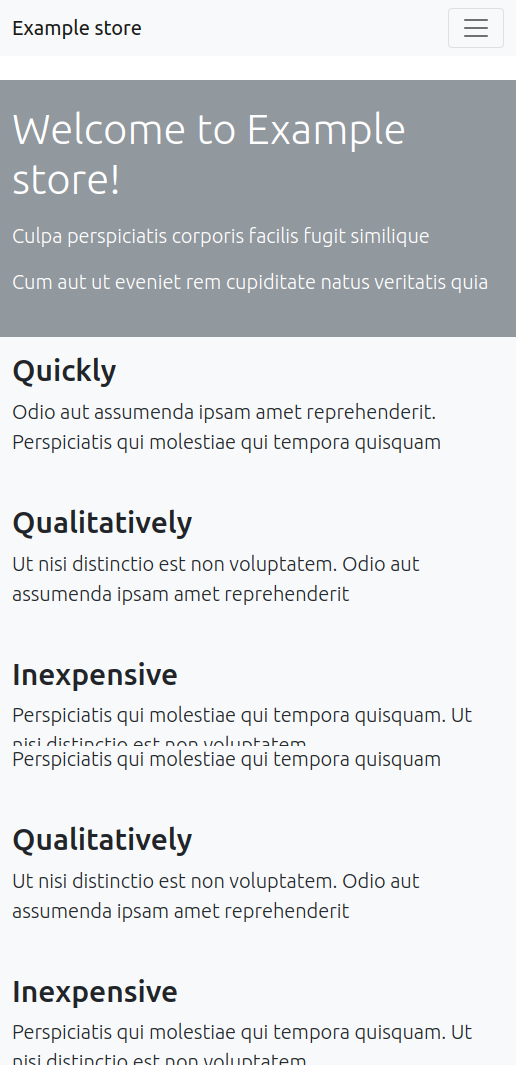 Example store
Welcome to Example
store!
Culpa perspiciatis corporis facilis fugit similique
Cum aut ut eveniet rem cupiditate natus veritatis quia
Quickly
Odio aut assumenda ipsam amet reprehenderit.
Perspiciatis qui molestiae qui tempora quisquam
Qualitatively
Ut nisi distinctio est non voluptatem. Odio aut
assumenda ipsam amet reprehenderit
Inexpensive
Perspiciatis qui molestiae qui tempora quisquam. Ut
nisi distinctio est non voluptatem
Perspiciatis qui molestiae qui tempora quisquam
Qualitatively
Ut nisi distinctio est non voluptatem. Odio aut
assumenda ipsam amet reprehenderit
Inexpensive
Perspiciatis qui molestiae qui tempora quisquam. Ut
nisi distinctio est non voluptatem